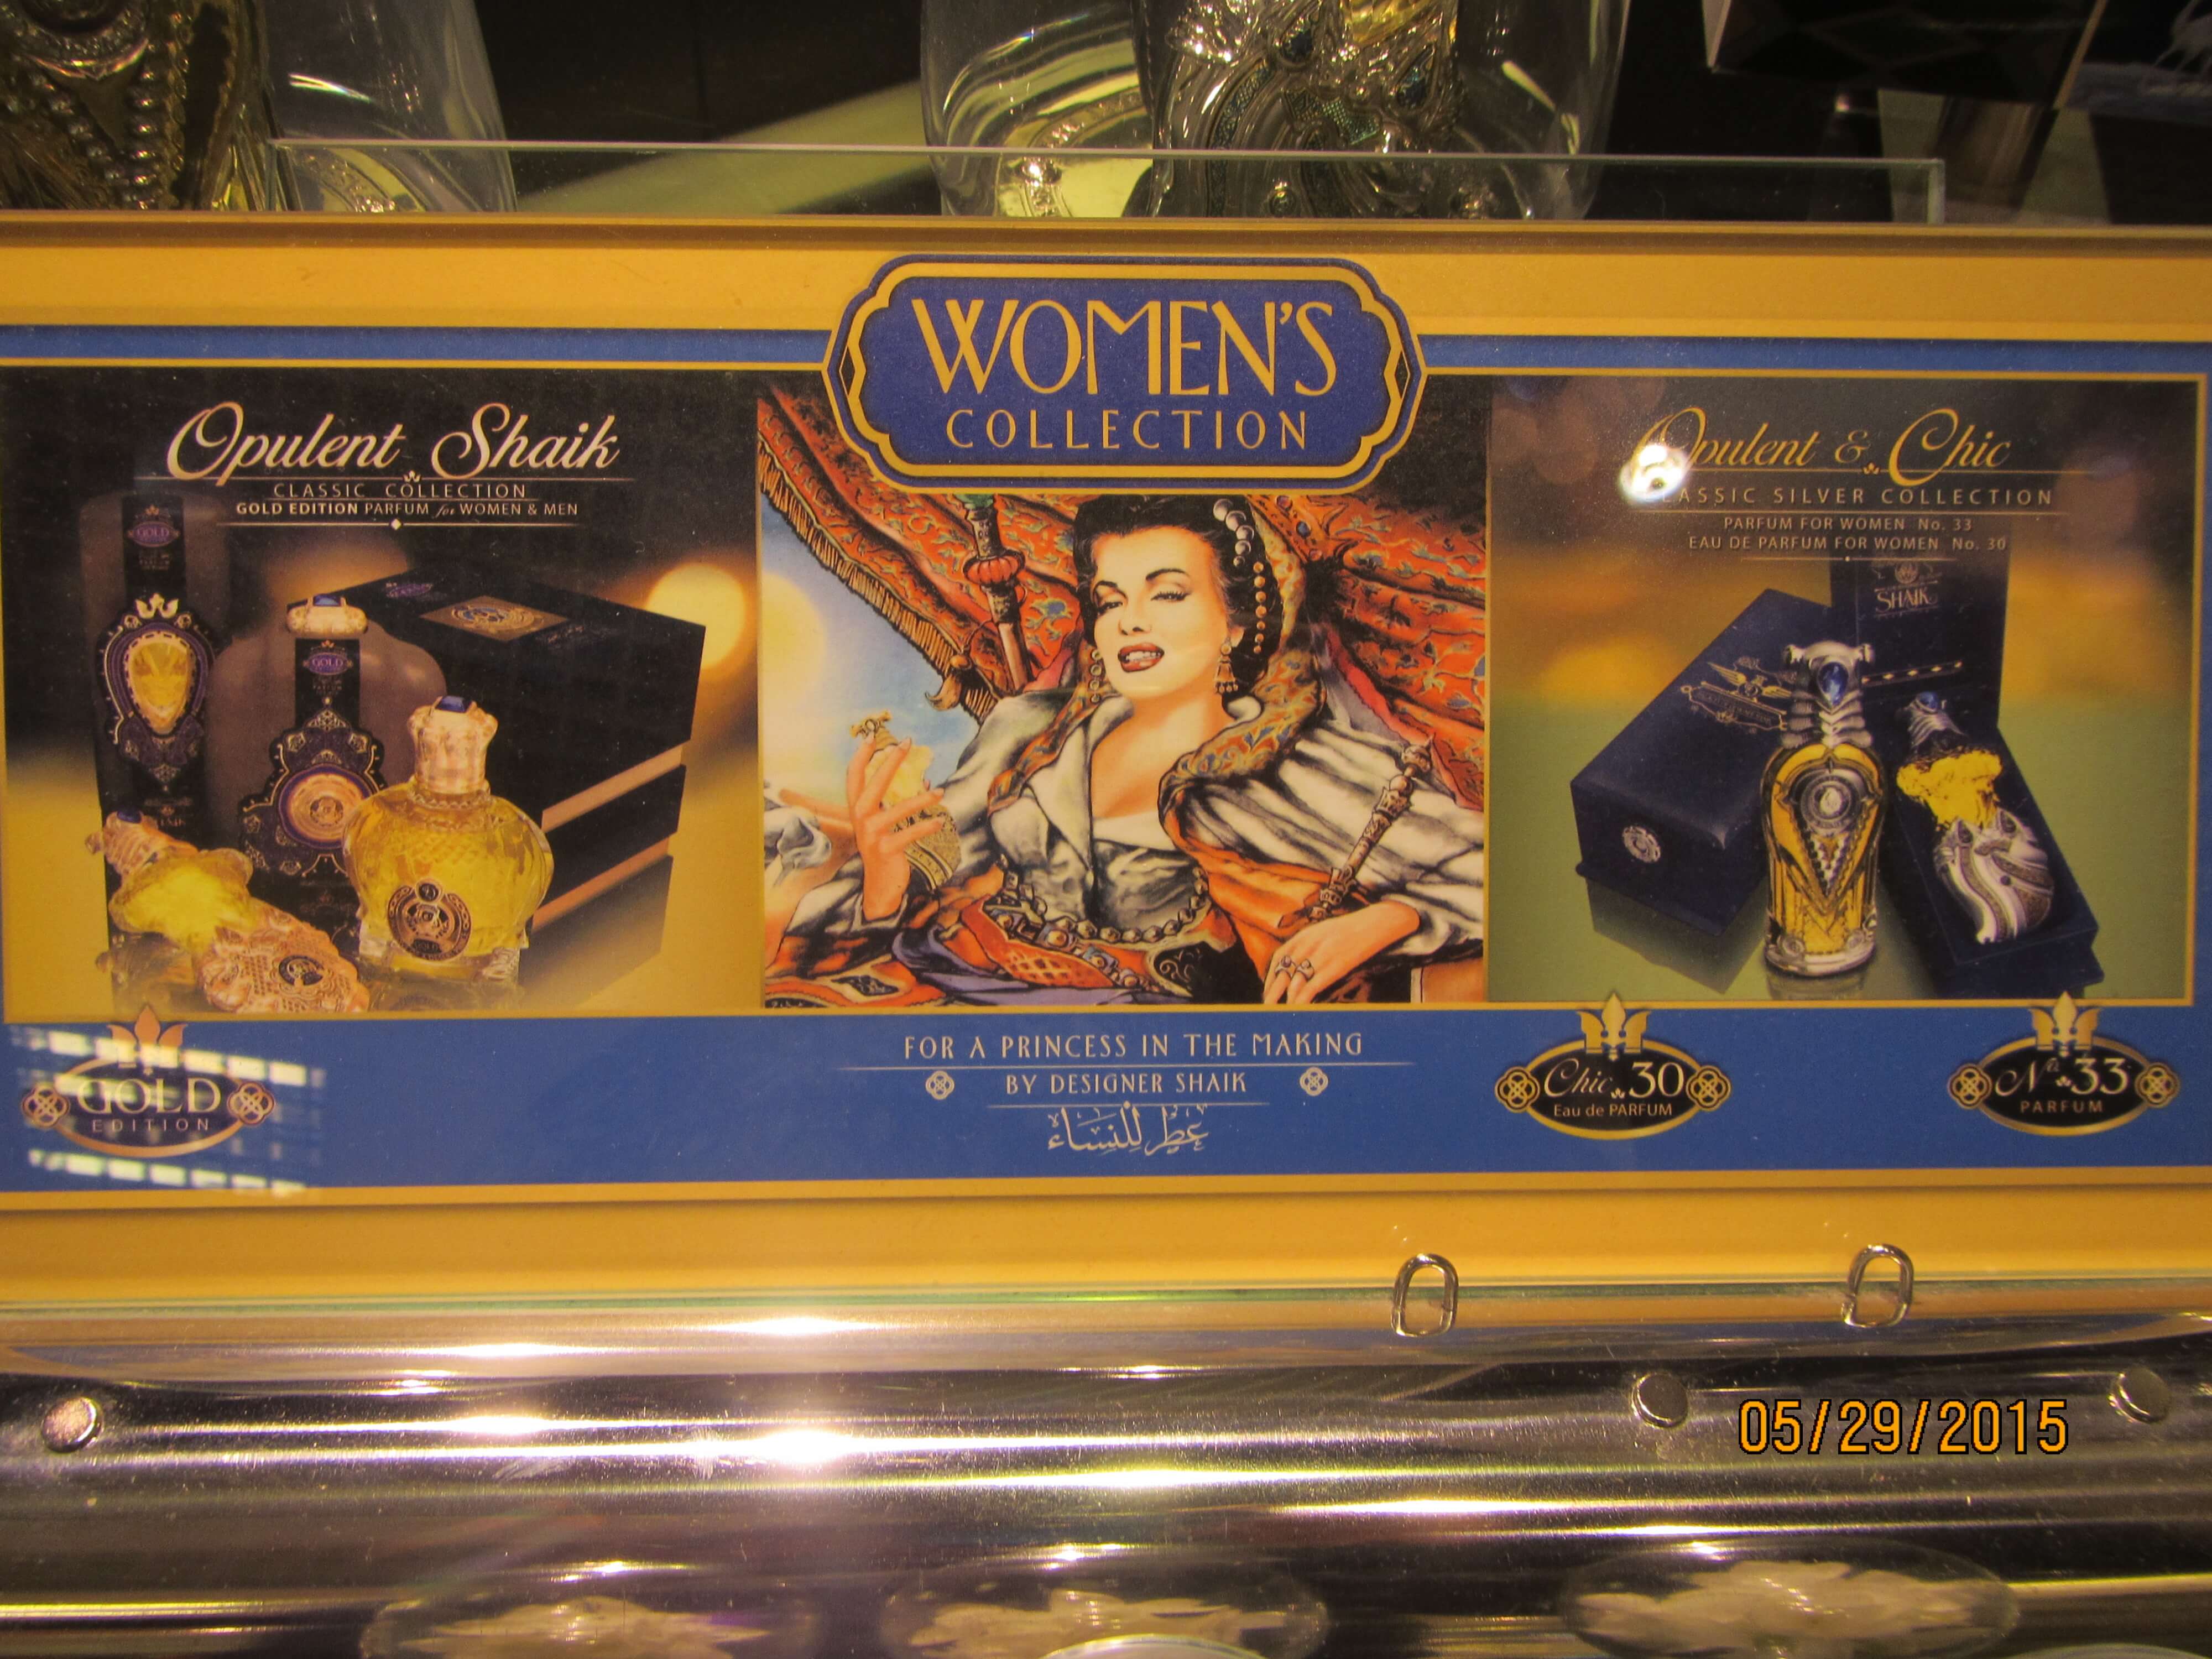 WOMEN'S
COLLECTION
Opulent Shaik
CLASSIC COLLECTION
GOLD EDITION PARFUM for WOMEN & MEN
GOLD
GOLD
Opulent & Chic
CLASSIC SILVER COLLECTION
PARFUM FOR WOMEN No. 33
EAU DE PARFUM FOR WOMEN No. 30
SHAIK
GOLD
EDITION
FOR A PRINCESS IN THE MAKING
BY DESIGNER SHAIK
عطر للنساء
Chic 30
Eau de PARFUM
No 33
PARFUM
05/29/2015